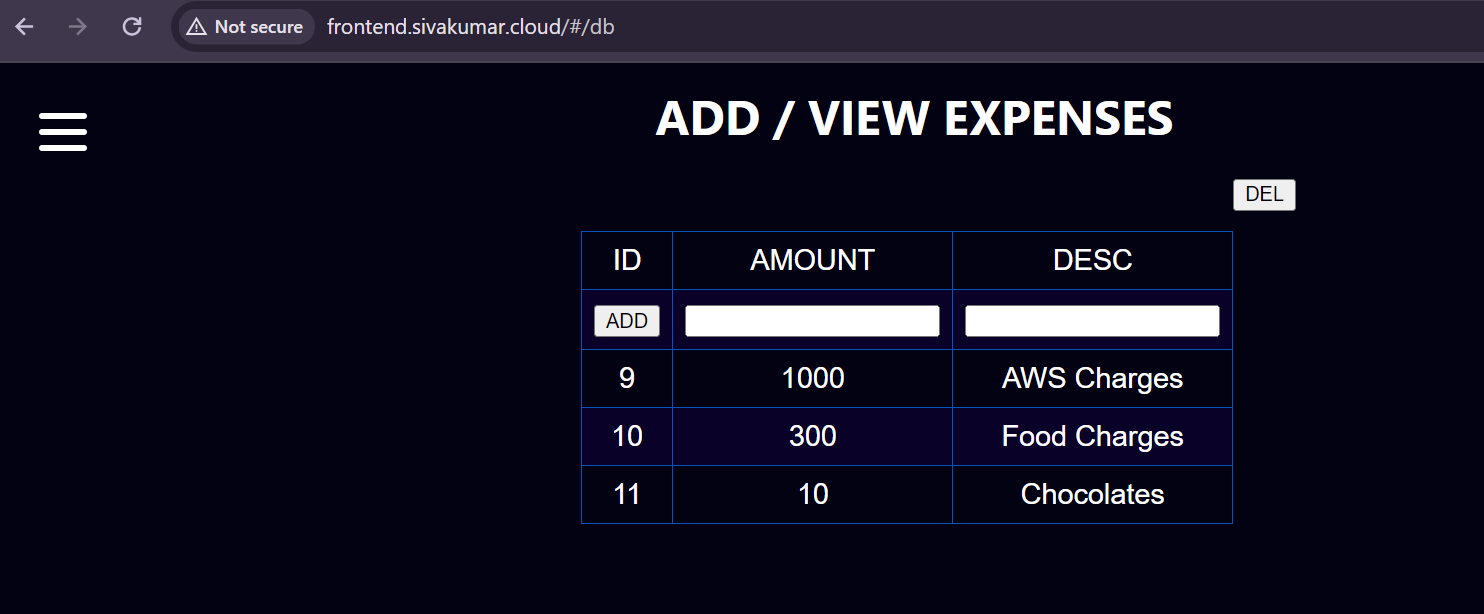 Not secure frontend.sivakumar.cloud/#/db
ADD / VIEW EXPENSES
DEL
ID AMOUNT DESC
ADD
9 1000 AWS Charges
10 300 Food Charges
11 10 Chocolates